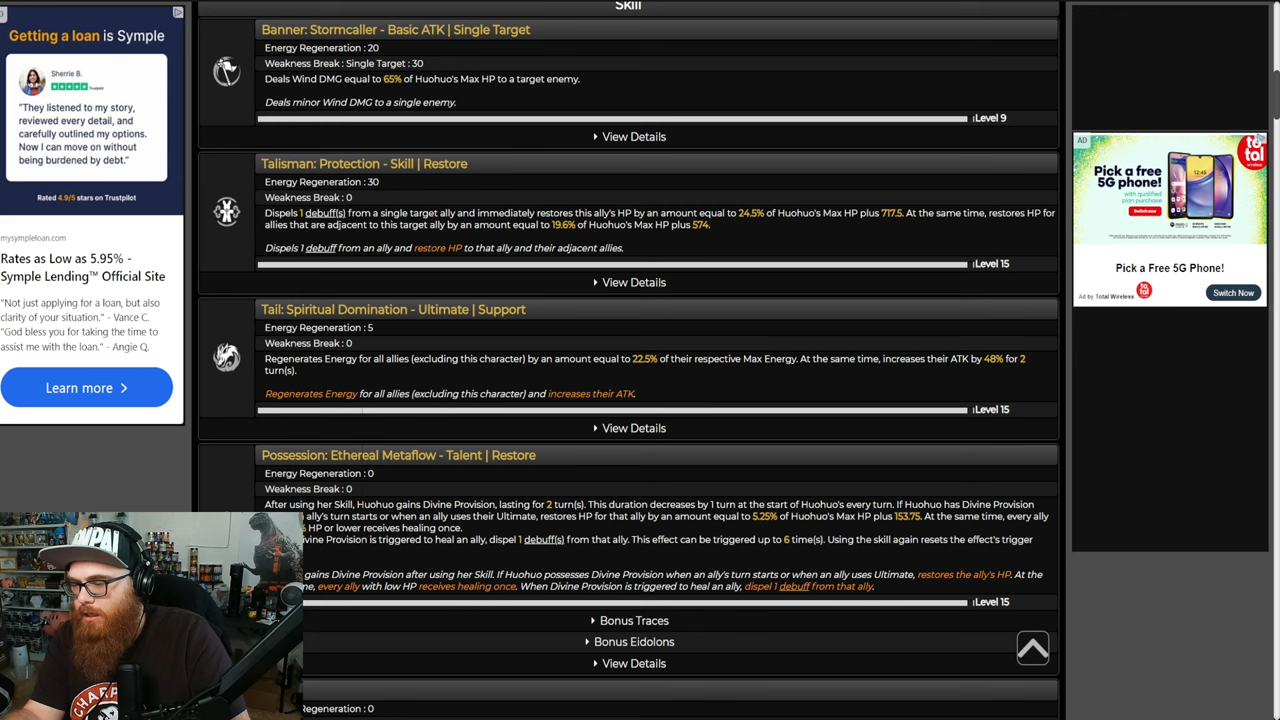 Skill
Getting a loan is Symple
Sherrie B.
"They listened to my story,
reviewed every detail, and
carefully outlined my options.
Now I can move on without
being burdened by debt."
Rated 4.9/5 stars on Trustpilot
mysympleloan.com
Rates as Low as 5.95% -
Symple Lending™ Official Site
"Not just applying for a loan, but also
clarity of your situation." - Vance C.
"God bless you for taking the time to
assist me with the loan." - Angie Q.
Learn more
Banner: Stormcaller - Basic ATK | Single Target
Energy Regeneration : 20
Weakness Break : Single Target : 30
Deals Wind DMG equal to 65% of Huohuo's Max HP to a target enemy.
Deals minor Wind DMG to a single enemy.
Level 9
View Details
Talisman: Protection - Skill | Restore
Energy Regeneration : 30
Weakness Break : 0
Dispels 1 debuff(s) from a single target ally and immediately restores this ally's HP by an amount equal to 24.5% of Huohuo's Max HP plus 717.5. At the same time, restores HP for
allies that are adjacent to this target ally by an amount equal to 19.6% of Huohuo's Max HP plus 574.
Dispels 1 debuff from an ally and restore HP to that ally and their adjacent allies.
Level 15
View Details
Tail: Spiritual Domination - Ultimate | Support
Energy Regeneration : 5
Weakness Break : 0
Regenerates Energy for all allies (excluding this character) by an amount equal to 22.5% of their respective Max Energy. At the same time, increases their ATK by 48% for 2
turn(s).
Regenerates Energy for all allies (excluding this character) and increases their ATK.
Level 15
View Details
Possession: Ethereal Metaflow - Talent | Restore
Energy Regeneration : 0
Weakness Break : 0
After using her Skill, Huohuo gains Divine Provision, lasting for 2 turn(s). This duration decreases by 1 turn at the start of Huohuo's every turn. If Huohuo has Divine Provision
ally's turn starts or when an ally uses their Ultimate, restores HP for that ally by an amount equal to 5.25% of Huohuo's Max HP plus 153.75. At the same time, every ally
HP or lower receives healing once.
Divine Provision is triggered to heal an ally, dispel 1 debuff(s) from that ally. This effect can be triggered up to 6 time(s). Using the skill again resets the effect's trigger
gains Divine Provision after using her Skill. If Huohuo possesses Divine Provision when an ally's turn starts or when an ally uses Ultimate, restores the ally's HP. At the
every ally with low HP receives healing once. When Divine Provision is triggered to heal an ally, dispel 1 debuff from that ally.
Level 15
Bonus Traces
Bonus Eidolons
View Details
Regeneration : 0
AD
total
wireless
Pick a free
5G phone!
with qualified
plan purchase
Switch now
Pick a Free 5G Phone!
Ad by Total Wireless
Switch Now